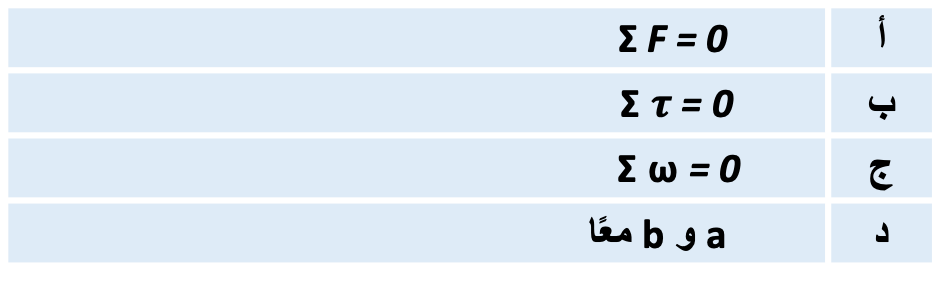 أ Σ F = 0
ب Σ τ = 0
ج Σ ω = 0
د a و b معًا